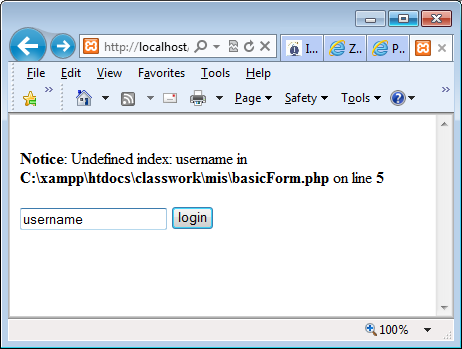 http://localhost/
I...
Z...
P...
File Edit View Favorites Tools Help
Page Safety Tools
Notice: Undefined index: username in
C:\xampp\htdocs\classwork\mis\basicForm.php on line 5
username login
100%